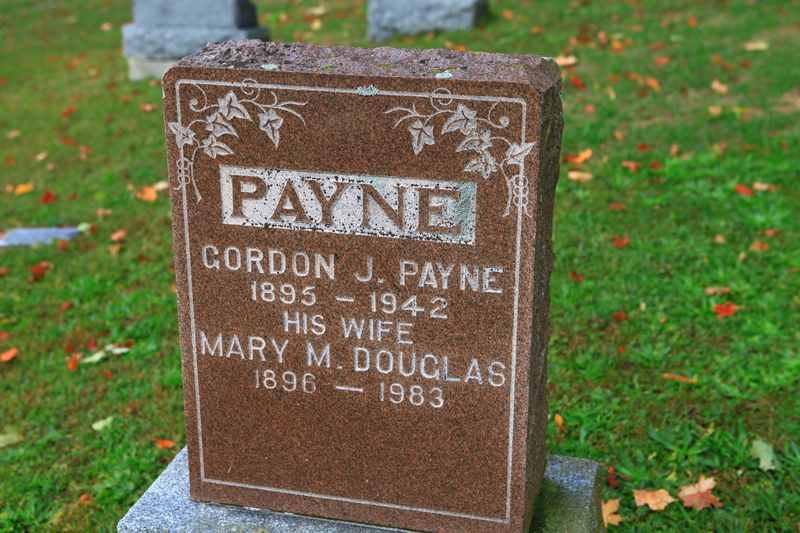 PAYNE
GORDON J. PAYNE
1895 – 1942
HIS WIFE
MARY M. DOUGLAS
1896 – 1983